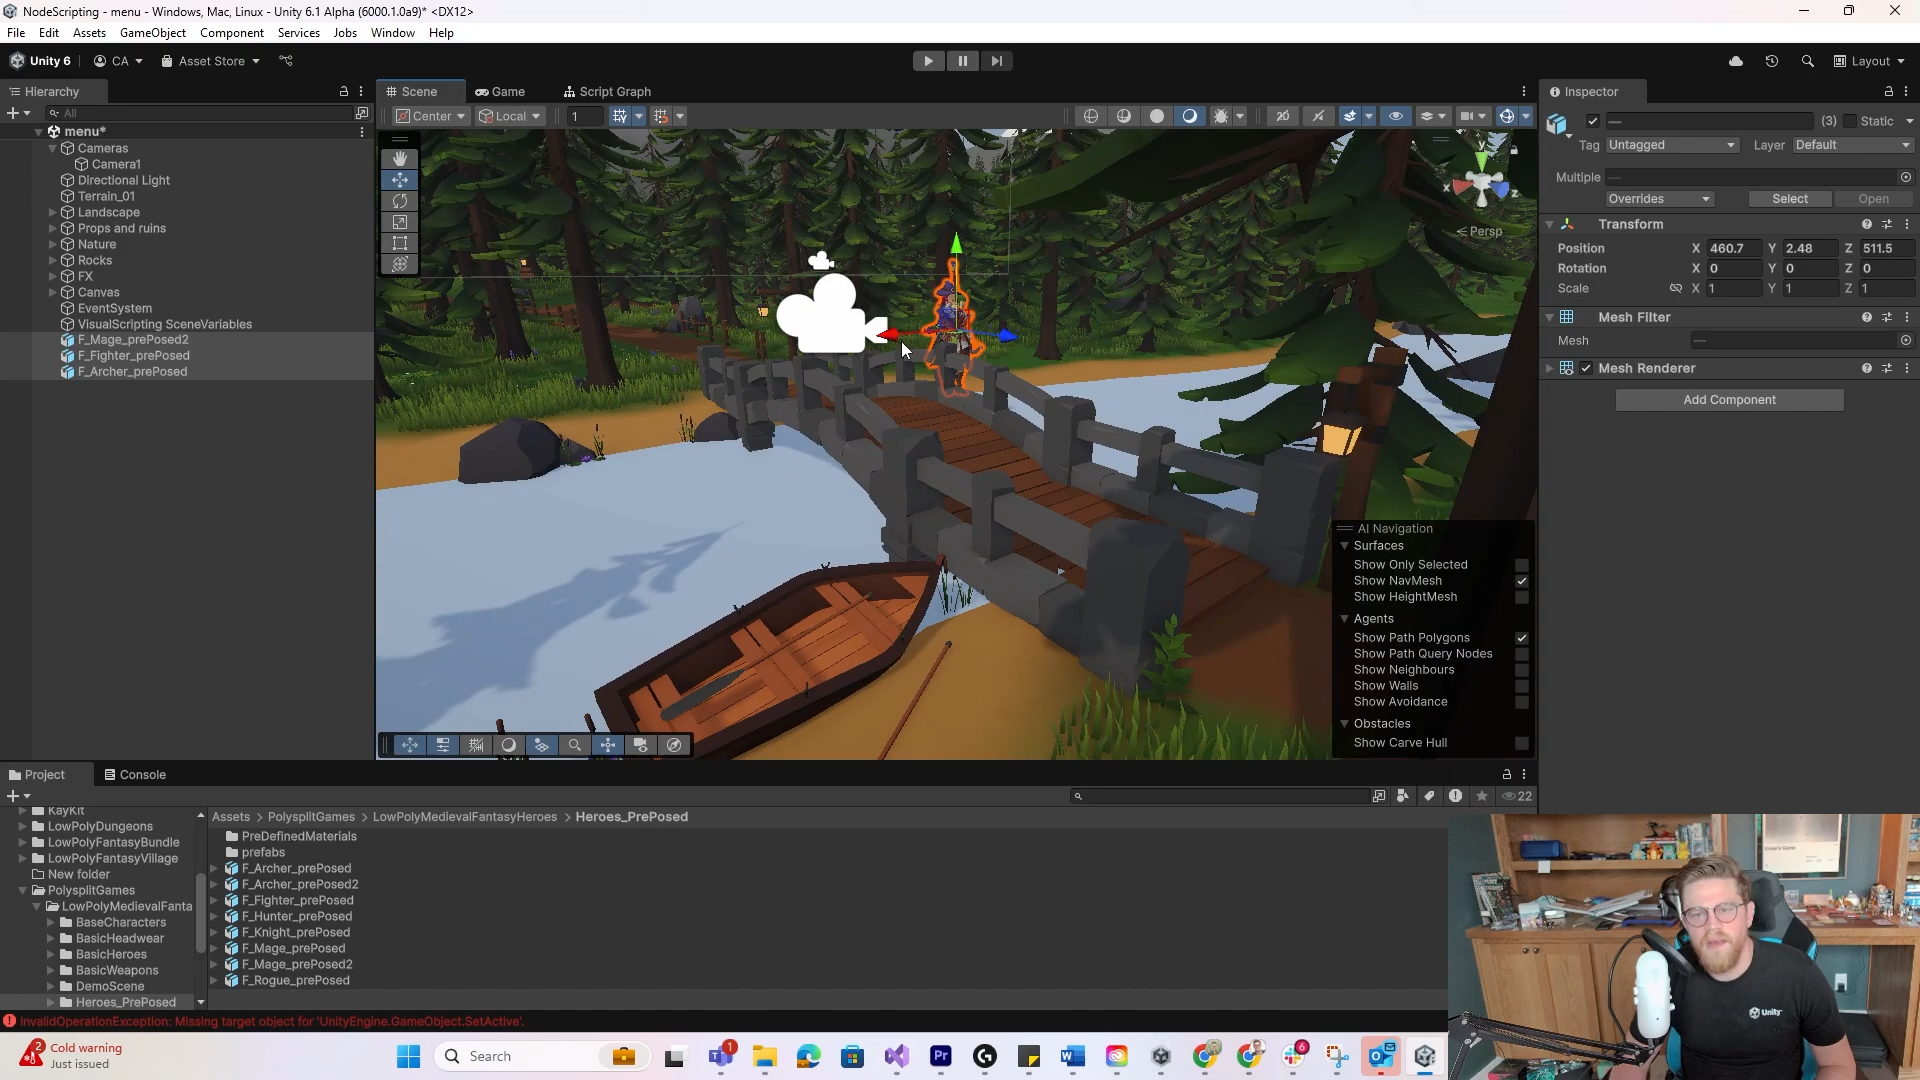 NodeScripting - menu - Windows, Mac, Linux - Unity 6.1 Alpha (6000.1.0a9)* <DX12>
File Edit Assets GameObject Component Services Jobs Window Help
Unity 6 CA Asset Store Layout
Hierarchy
All
menu*
Cameras
Camera1
Directional Light
Terrain_01
Landscape
Props and ruins
Nature
Rocks
FX
Canvas
EventSystem
VisualScripting SceneVariables
F_Mage_prePosed2
F_Fighter_prePosed
F_Archer_prePosed
Scene Game Script Graph
Center Local 1
y
x z
Persp
AI Navigation
Surfaces
Show Only Selected
Show NavMesh
Show HeightMesh
Agents
Show Path Polygons
Show Path Query Nodes
Show Neighbours
Show Walls
Show Avoidance
Obstacles
Show Carve Hull
Inspector
— (3) Static
Tag Untagged Layer Default
Multiple —
Overrides Select Open
Transform
Position X 460.7 Y 2.48 Z 511.5
Rotation X 0 Y 0 Z 0
Scale X 1 Y 1 Z 1
Mesh Filter
Mesh —
Mesh Renderer
Add Component
Project Console
22
KayKit
LowPolyDungeons
LowPolyFantasyBundle
LowPolyFantasyVillage
New folder
PolysplitGames
LowPolyMedievalFanta
BaseCharacters
BasicHeadwear
BasicHeroes
BasicWeapons
DemoScene
Heroes_PrePosed
Assets > PolysplitGames > LowPolyMedievalFantasyHeroes > Heroes_PrePosed
PreDefinedMaterials
prefabs
F_Archer_prePosed
F_Archer_prePosed2
F_Fighter_prePosed
F_Hunter_prePosed
F_Knight_prePosed
F_Mage_prePosed
F_Mage_prePosed2
F_Rogue_prePosed
InvalidOperationException: Missing target object for 'UnityEngine.GameObject.SetActive'.
Unity
2
Cold warning
Just issued
Search
1
Pr
W
6